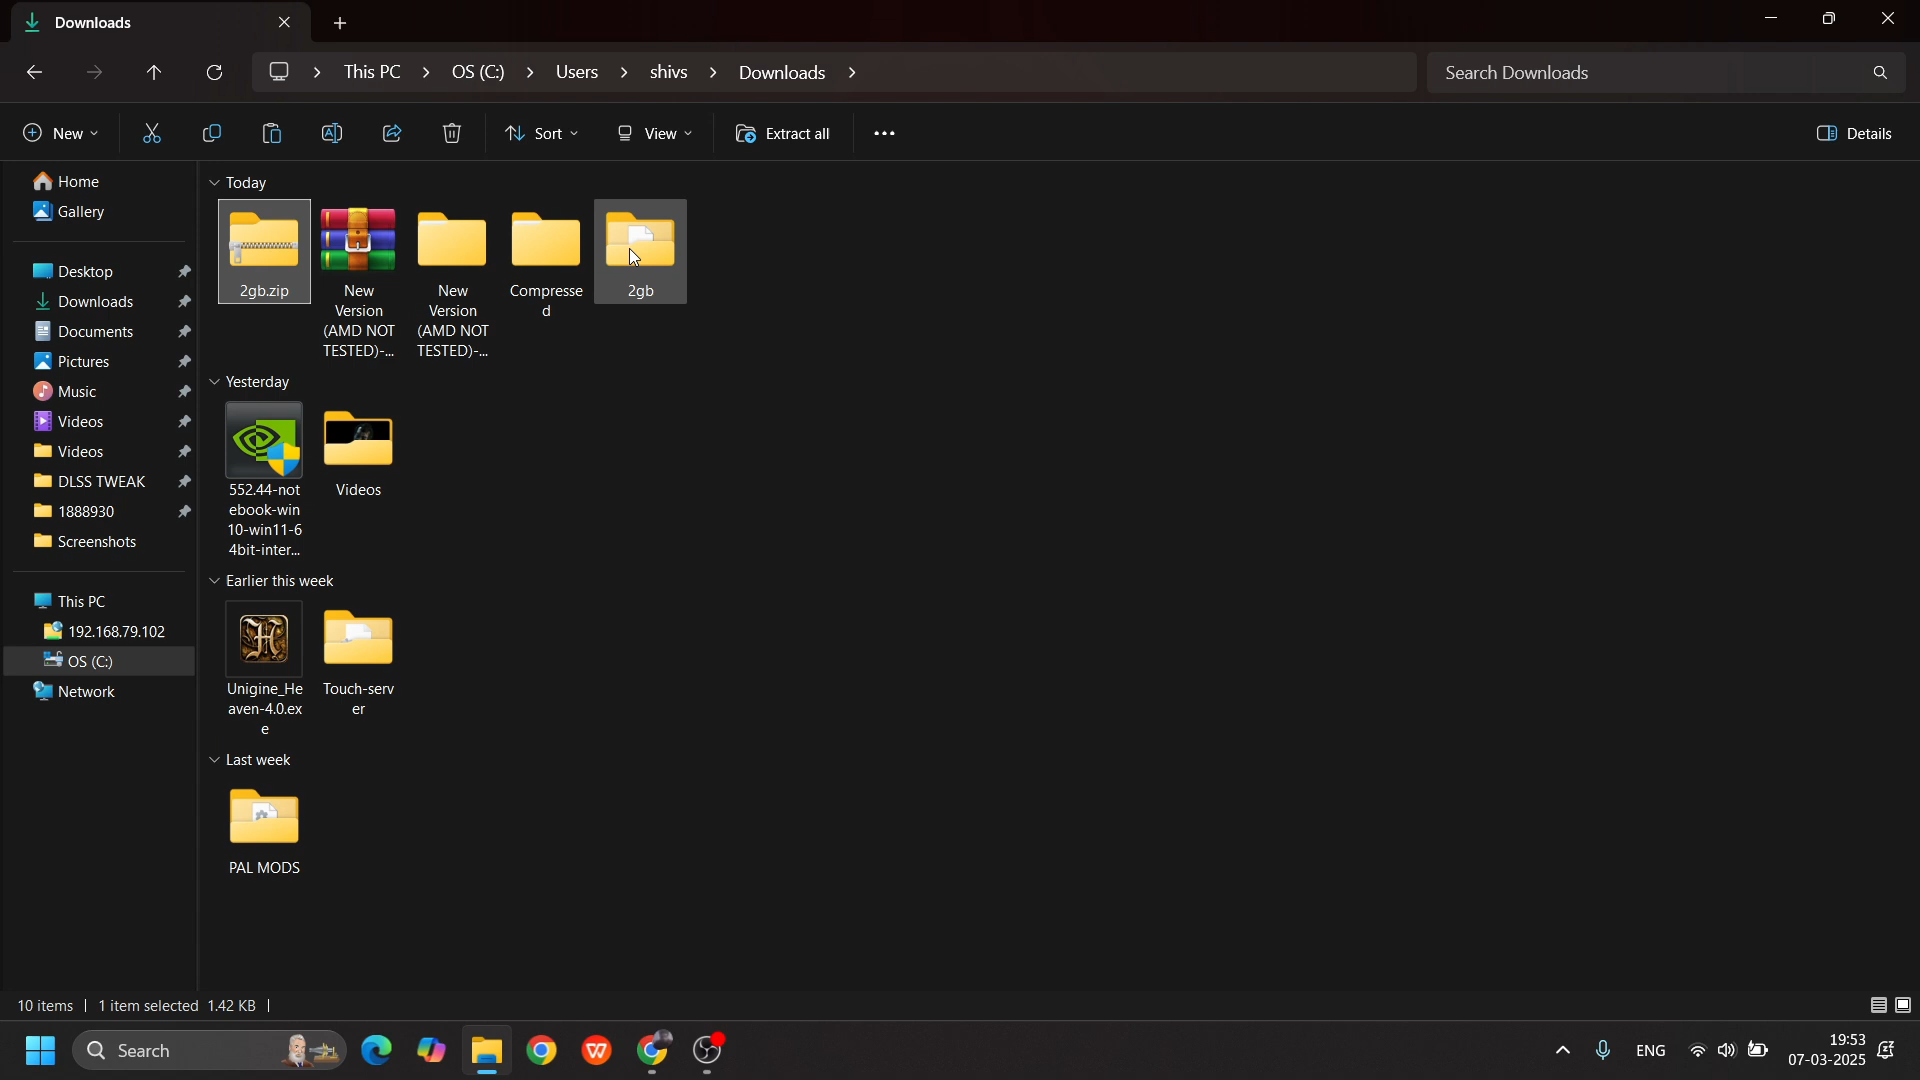 Downloads
This PC
OS (C:)
Users
shivs
Downloads
Search Downloads
New
Sort
View
Extract all
Details
Home
Gallery
Desktop
Downloads
Documents
Pictures
Music
Videos
Videos
DLSS TWEAK
1888930
Screenshots
This PC
192.168.79.102
OS (C:)
Network
Today
2gb.zip
New
Version
(AMD NOT
TESTED)-...
New
Version
(AMD NOT
TESTED)-...
Compresse
d
2gb
Yesterday
552.44-not
ebook-win
10-win11-6
4bit-inter...
Videos
Earlier this week
Unigine_He
aven-4.0.ex
e
Touch-serv
er
Last week
PAL MODS
10 items
1 item selected 1.42 KB
Search
ENG
19:53
07-03-2025